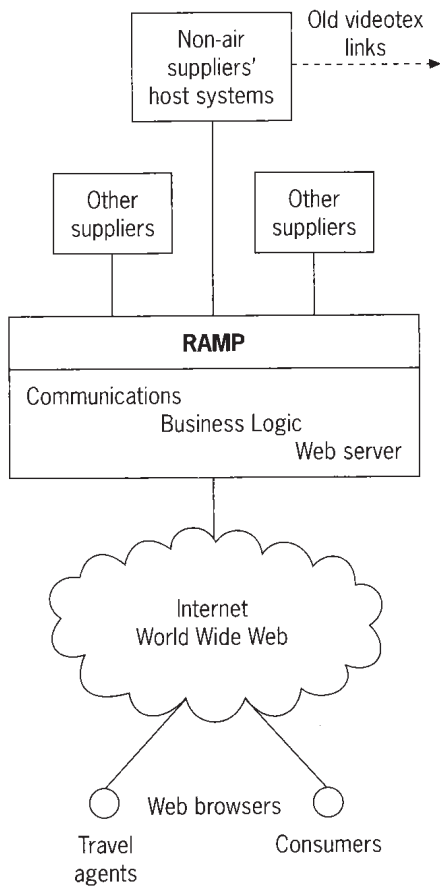 Non-air
suppliers'
host systems
Old videotex
links
Other
suppliers
Other
suppliers
RAMP
Communications
Business Logic
Web server
Internet
World Wide Web
Web browsers
Travel
agents
Consumers